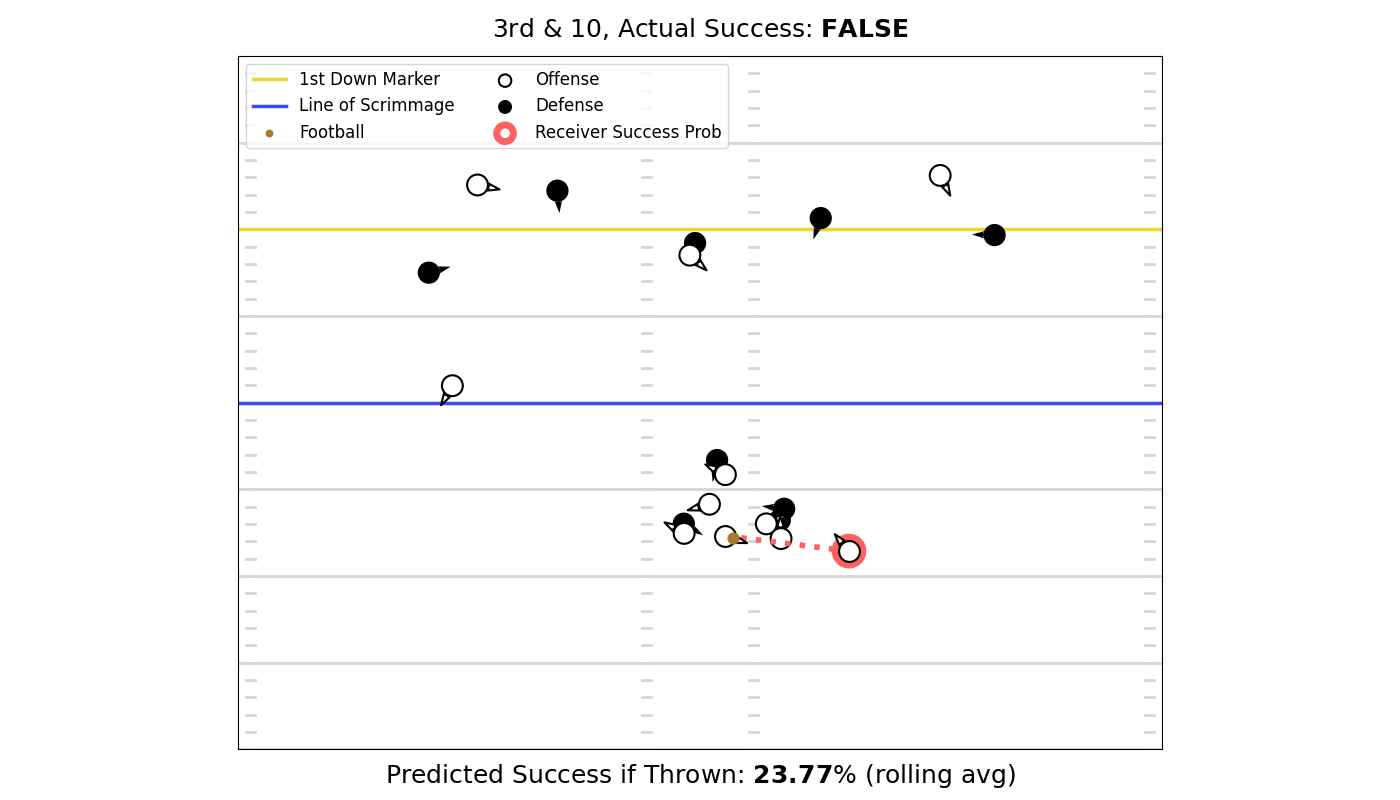 3rd & 10, Actual Success: FALSE
1st Down Marker
Line of Scrimmage
Football
Offense
Defense
Receiver Success Prob
Predicted Success if Thrown: 23.77% (rolling avg)